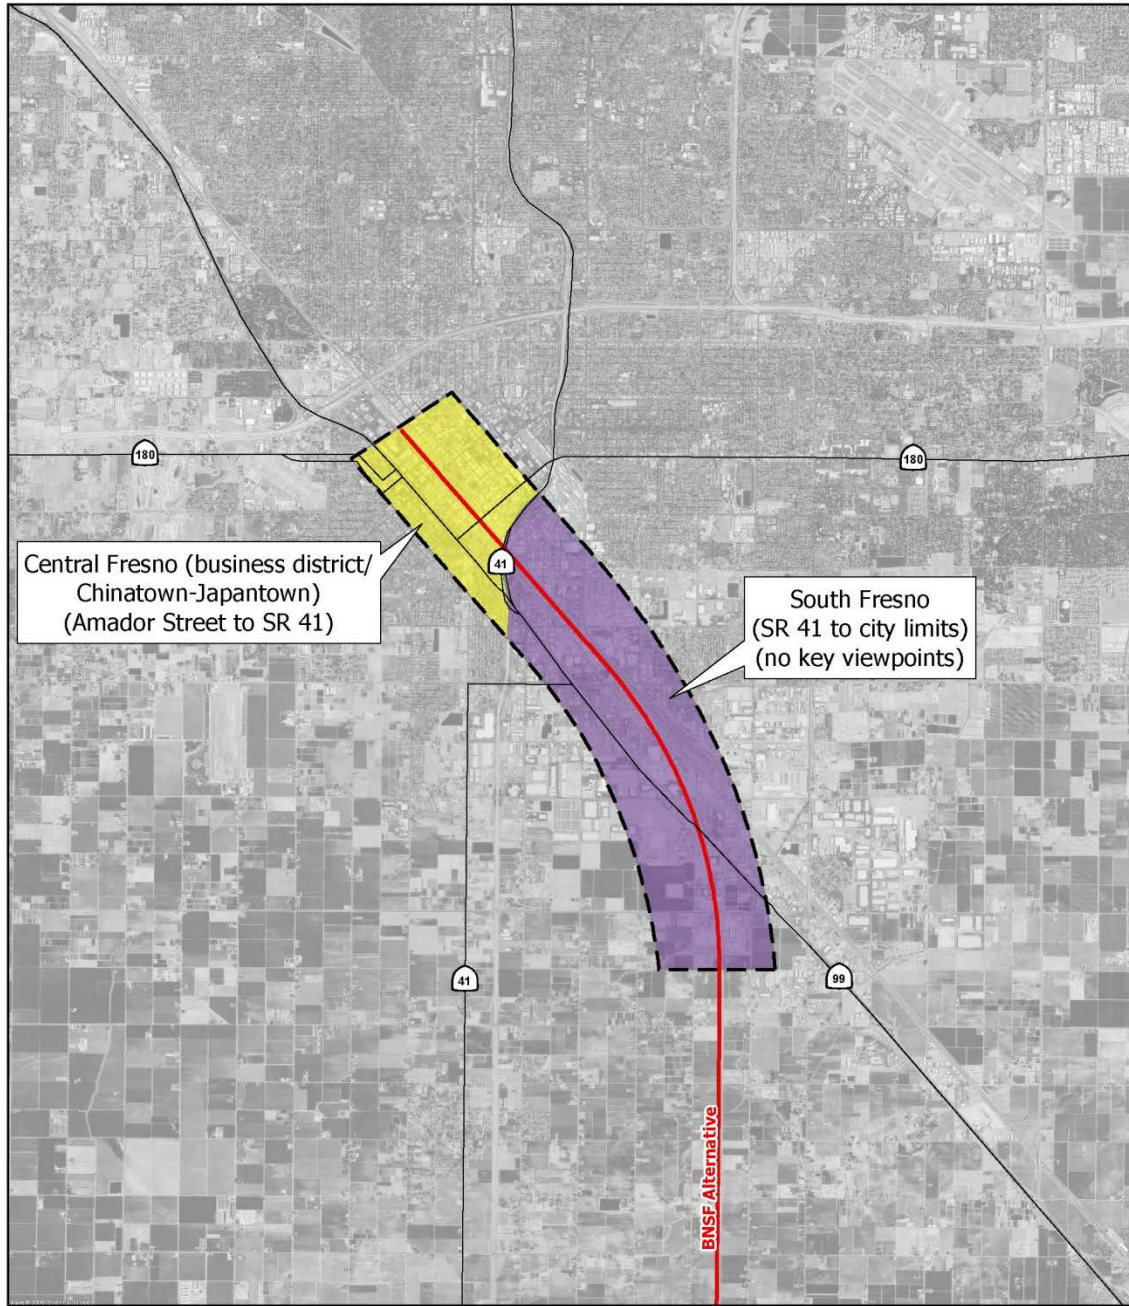 180
180
Central Fresno (business district/
Chinatown-Japantown)
(Amador Street to SR 41)
41
South Fresno
(SR 41 to city limits)
(no key viewpoints)
41
99
BNSF Alternative